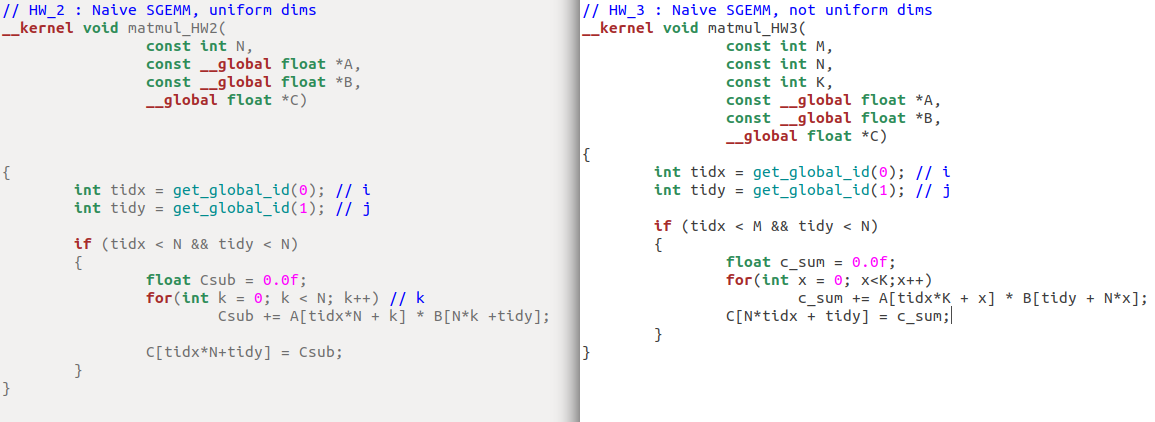 // HW_2 : Naive SGEMM, uniform dims
__kernel void matmul_HW2(
const int N,
const __global float *A,
const __global float *B,
__global float *C)
{
int tidx = get_global_id(0); // i
int tidy = get_global_id(1); // j
if (tidx < N && tidy < N)
{
float Csub = 0.0f;
for(int k = 0; k < N; k++) // k
Csub += A[tidx*N + k] * B[N*k +tidy];
C[tidx*N+tidy] = Csub;
}
}
// HW_3 : Naive SGEMM, not uniform dims
__kernel void matmul_HW3(
const int M,
const int N,
const int K,
const __global float *A,
const __global float *B,
__global float *C)
{
int tidx = get_global_id(0); // i
int tidy = get_global_id(1); // j
if (tidx < M && tidy < N)
{
float c_sum = 0.0f;
for(int x = 0; x<K;x++)
c_sum += A[tidx*K + x] * B[tidy + N*x];
C[N*tidx + tidy] = c_sum;
}
}